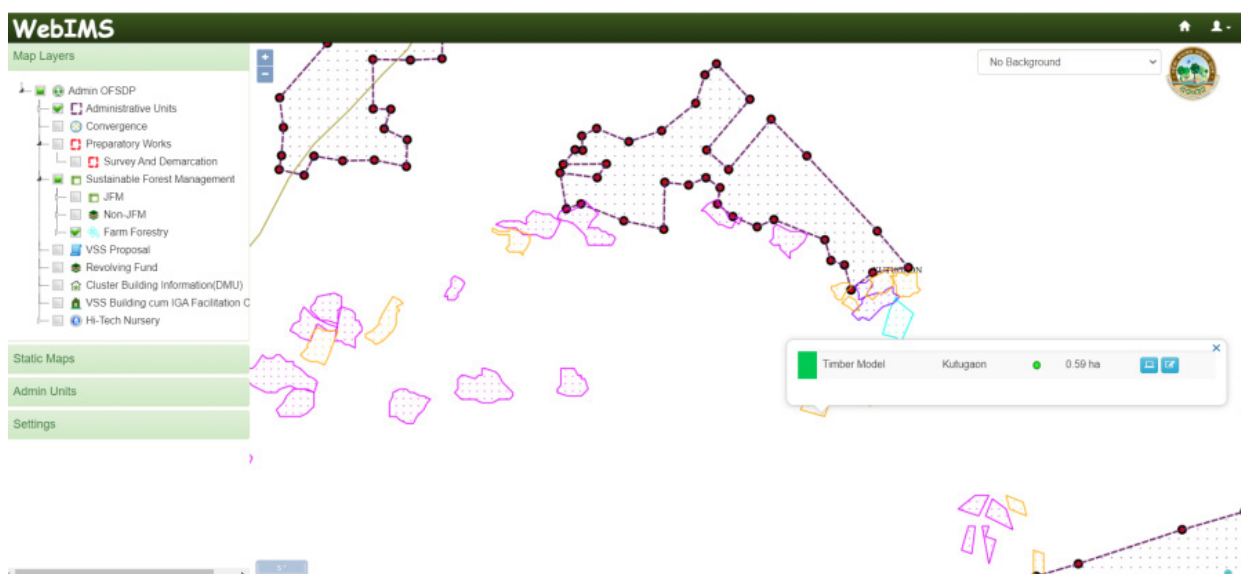 WebIMS
Map Layers
Admin OFSDP
Administrative Units
Convergence
Preparatory Works
Survey And Demarcation
Sustainable Forest Management
JFM
Non-JFM
Farm Forestry
VSS Proposal
Revolving Fund
Cluster Building Information(DMU)
VSS Building cum IGA Facilitation C
Hi-Tech Nursery
Static Maps
Admin Units
Settings
+
−
No Background
KUTUGAON
Timber Model Kutugaon 0.59 ha